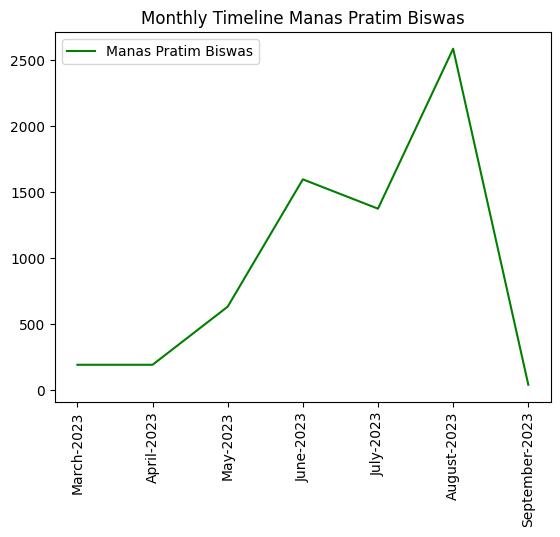 Monthly Timeline Manas Pratim Biswas
Manas Pratim Biswas
2500
2000
1500
1000
500
0
March-2023
April-2023
May-2023
June-2023
July-2023
August-2023
September-2023